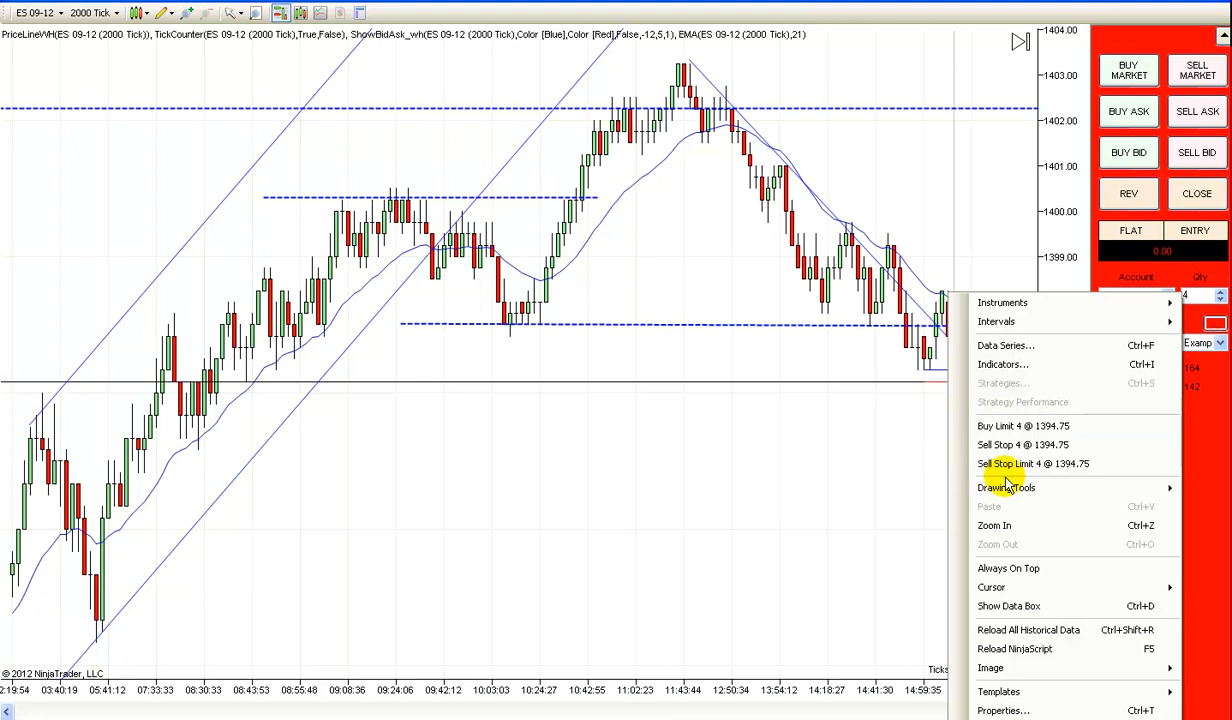 ES 09-12 2000 Tick
PriceLineWH(ES 09-12 (2000 Tick)), TickCounter(ES 09-12 (2000 Tick),True,False), ShowBidAsk_wh(ES 09-12 (2000 Tick),Color [Blue],Color [Red],False,-12,5,1), EMA(ES 09-12 (2000 Tick),21)
1404.00
1403.00
1402.00
1401.00
1400.00
1399.00
BUY MARKET
SELL MARKET
BUY ASK
SELL ASK
BUY BID
SELL BID
REV
CLOSE
FLAT
ENTRY
0.00
Account
Qty
4
Examp
164
142
Instruments
Intervals
Data Series... Ctrl+F
Indicators... Ctrl+I
Strategies... Ctrl+S
Strategy Performance
Buy Limit 4 @ 1394.75
Sell Stop 4 @ 1394.75
Sell Stop Limit 4 @ 1394.75
Drawing Tools
Paste Ctrl+V
Zoom In Ctrl+Z
Zoom Out Ctrl+O
Always On Top
Cursor
Show Data Box Ctrl+D
Reload All Historical Data Ctrl+Shift+R
Reload NinjaScript F5
Image
Templates
Properties... Ctrl+T
Ticks
© 2012 NinjaTrader, LLC
2:19:54 03:40:19 05:41:12 07:33:33 08:30:33 08:43:53 08:55:48 09:08:36 09:24:06 09:42:12 10:03:03 10:24:27 10:42:55 11:02:23 11:43:44 12:50:34 13:54:12 14:18:27 14:41:30 14:59:35